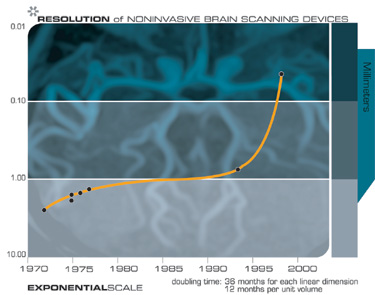 RESOLUTION of NONINVASIVE BRAIN SCANNING DEVICES
0.01
0.10
1.00
10.00
Millimeters
1970 1975 1980 1985 1990 1995 2000
doubling time: 36 months for each linear dimension
12 months per unit volume
EXPONENTIALSCALE